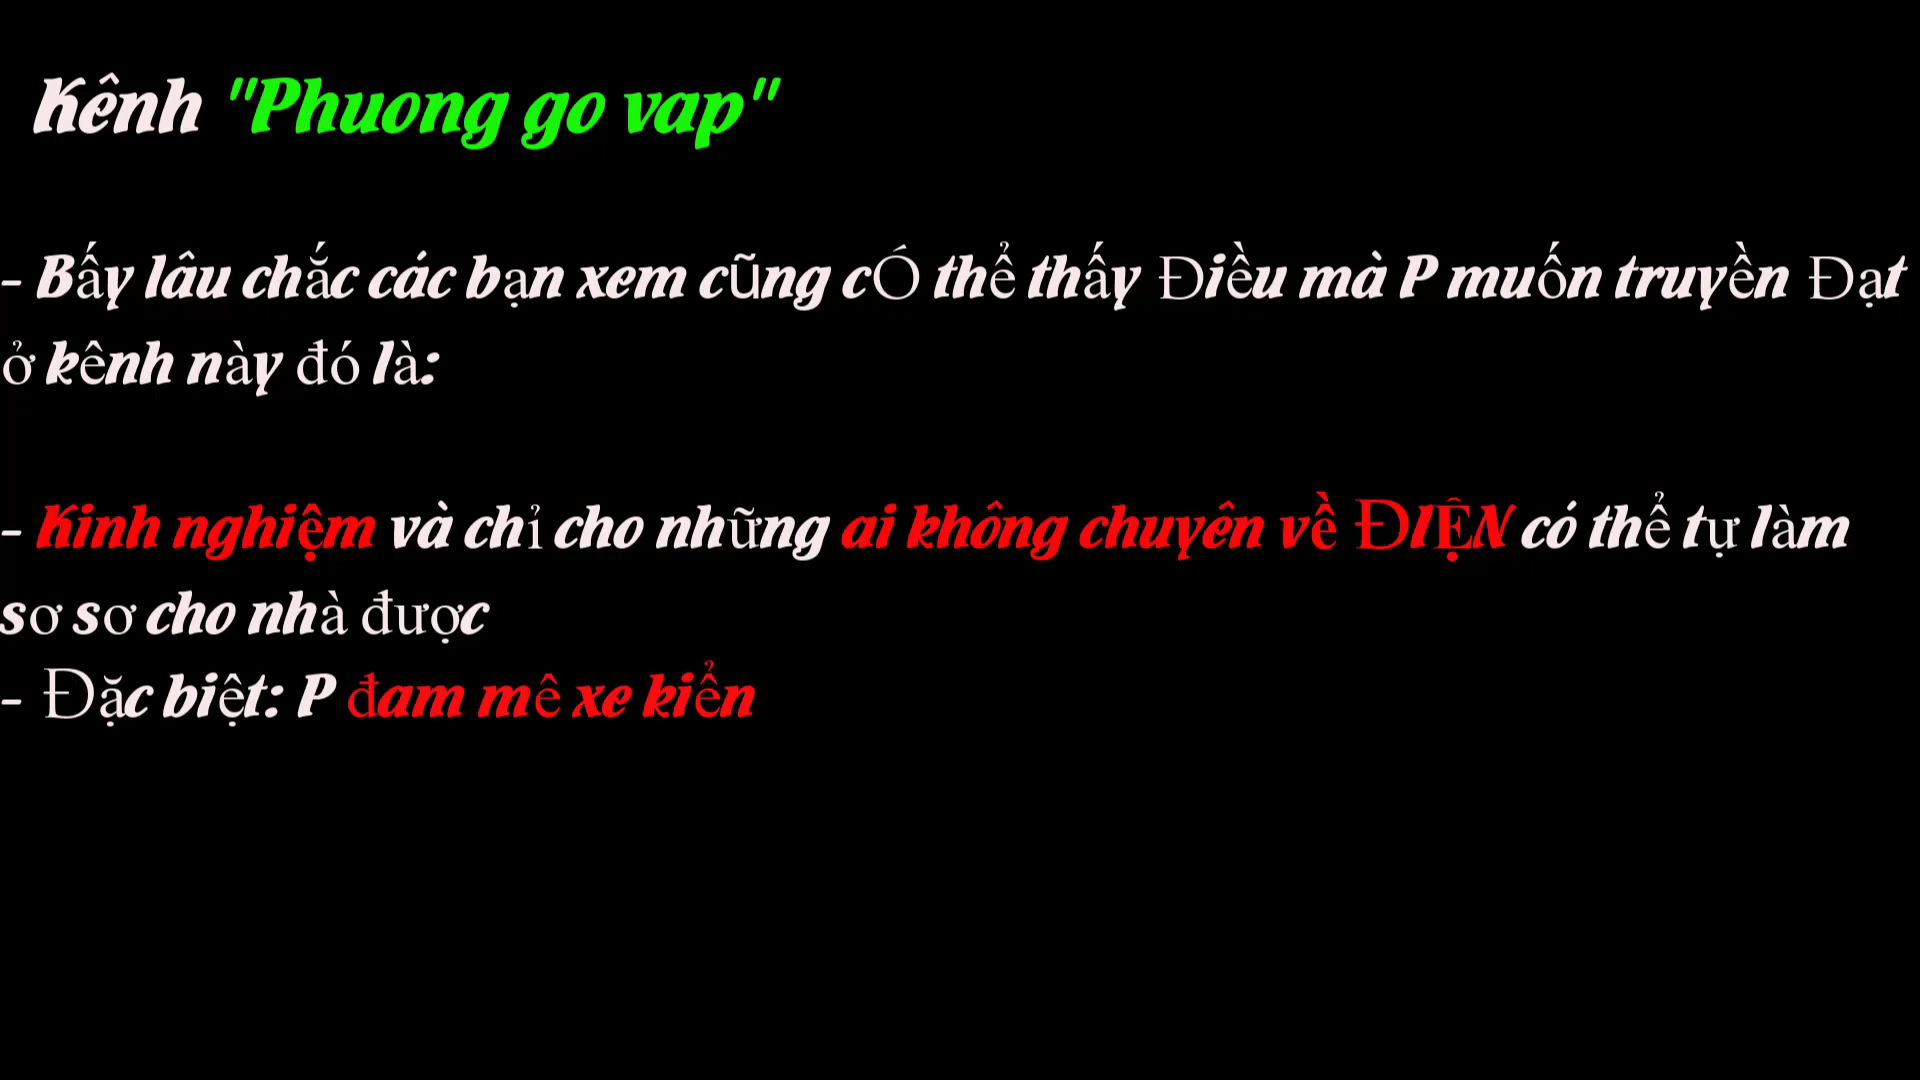 Kênh "Phuong go vap"
- Bấy lâu chắc các bạn xem cũng cÓ thể thấy Điều mà P muốn truyền Đạt
ở kênh này đó là:
- Kinh nghiệm và chỉ cho những ai không chuyên về ĐIỆN có thể tự làm
sơ sơ cho nhà được
- Đặc biệt: P đam mê xe kiển